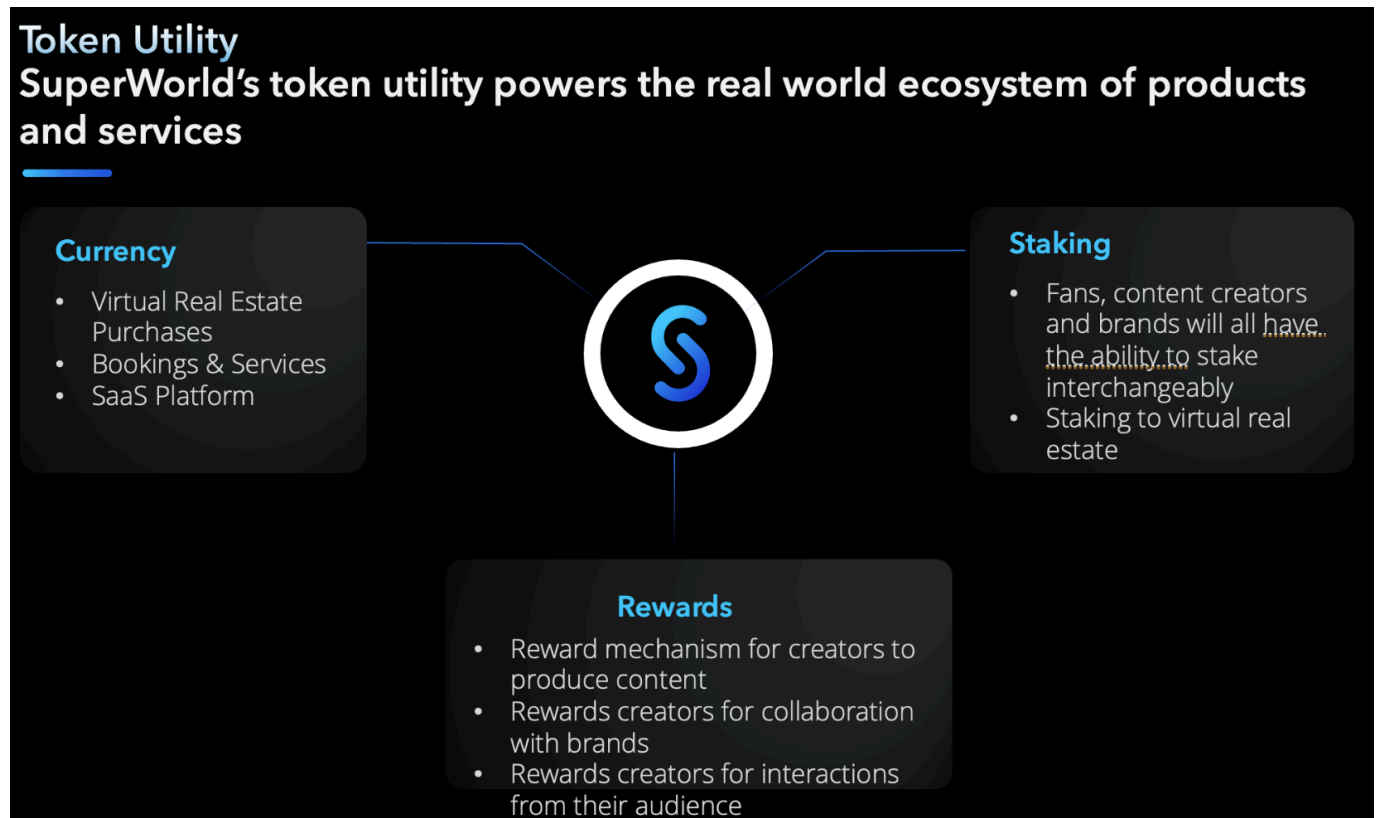 Token Utility
SuperWorld’s token utility powers the real world ecosystem of products
and services
Currency
• Virtual Real Estate
Purchases
• Bookings & Services
• SaaS Platform
Staking
• Fans, content creators
and brands will all have
the ability to stake
interchangeably
• Staking to virtual real
estate
Rewards
• Reward mechanism for creators to
produce content
• Rewards creators for collaboration
with brands
• Rewards creators for interactions
from their audience